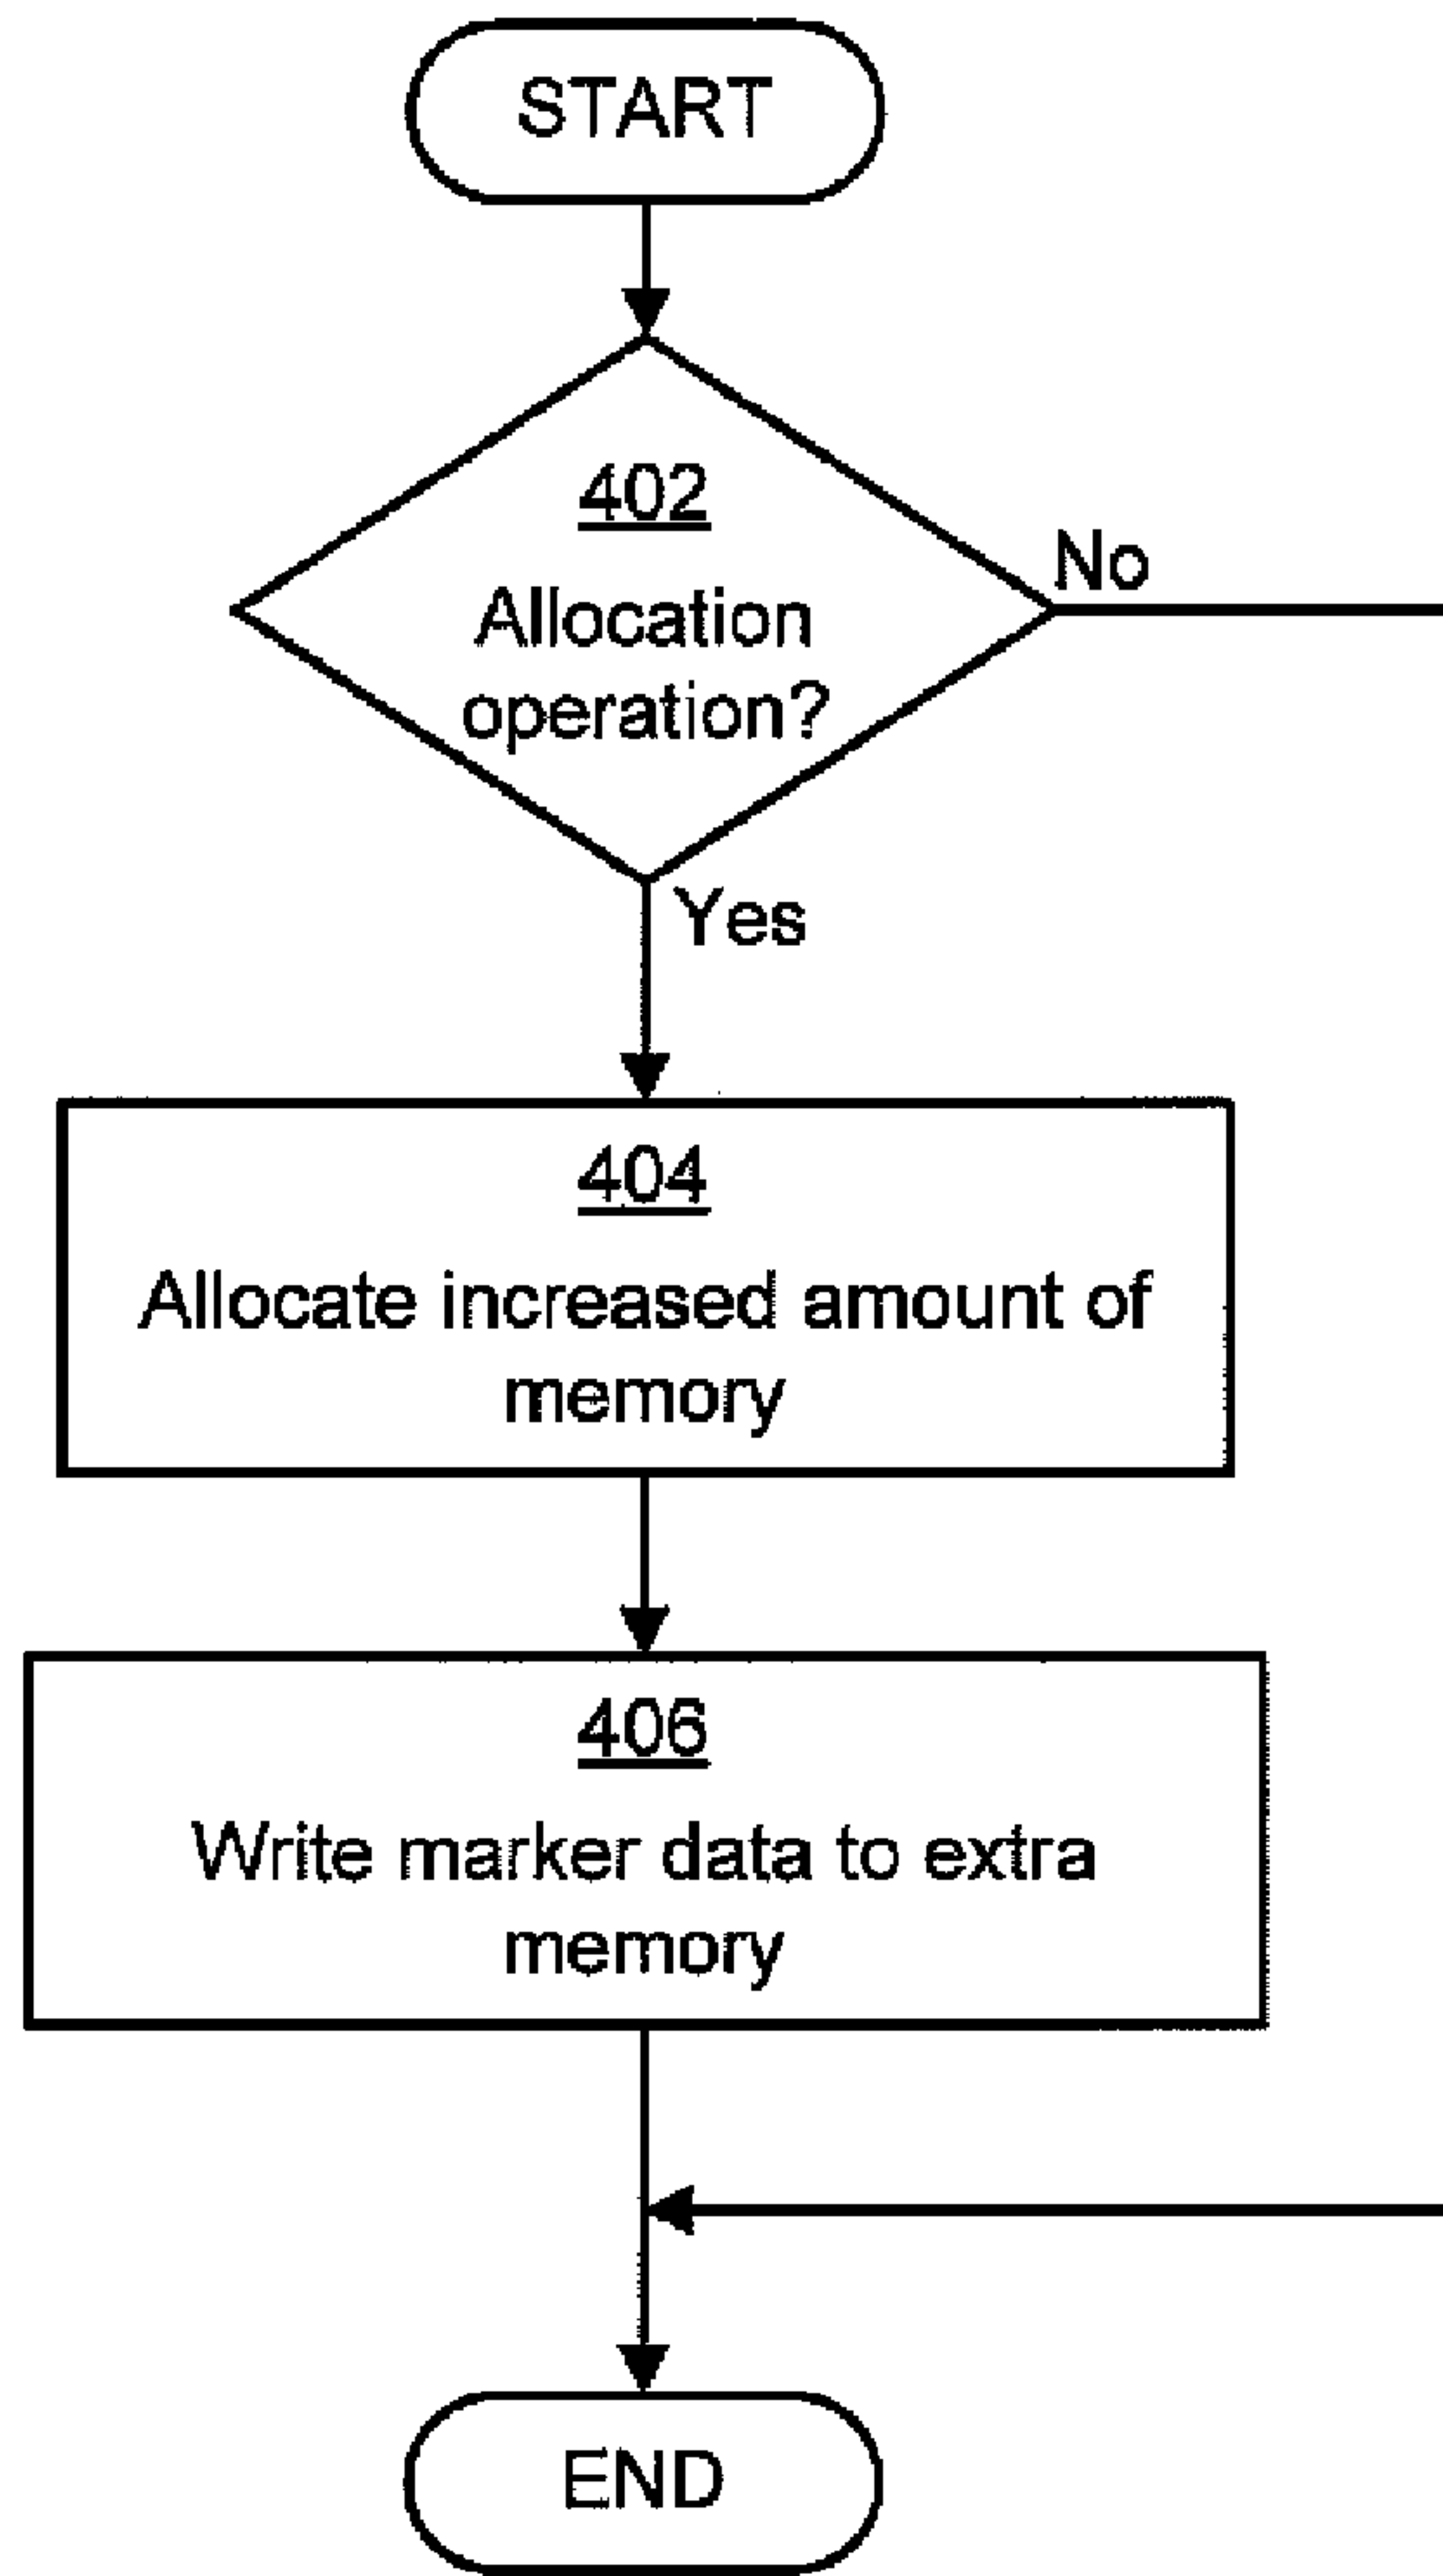 START
402
Allocation
operation?
No
Yes
404
Allocate increased amount of
memory
406
Write marker data to extra
memory
END